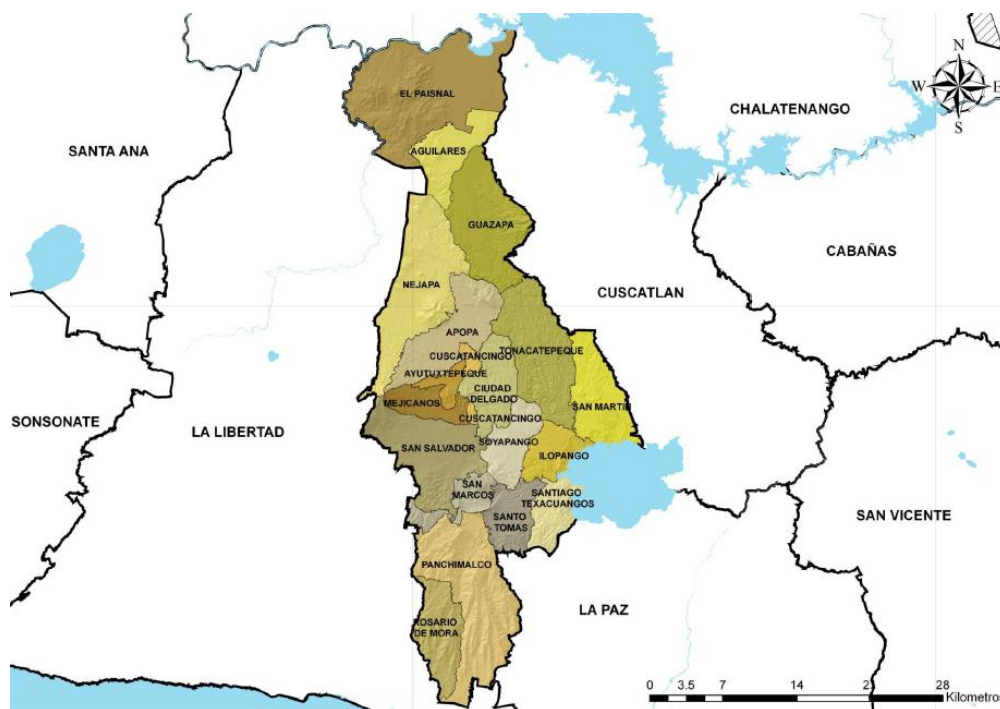 N
W
E
S
EL PAISNAL
CHALATENANGO
SANTA ANA
AGUILARES
GUAZAPA
CABAÑAS
NEJAPA
CUSCATLAN
APOPA
TONACATEPEQUE
CUSCATANCINGO
AYUTUXTEPEQUE
CIUDAD
DELGADO
MEJICANOS
SAN MARTI
SONSONATE
CUSCATANCINGO
LA LIBERTAD
SOYAPANGO
SAN SALVADOR
ILOPANGO
SAN
MARCOS
SANTIAGO
TEXACUANGOS
SANTO
TOMAS
SAN VICENTE
PANCHIMALCO
LA PAZ
ROSARIO
DE MORA
0 3.5 7 14 21 28
Kilometros